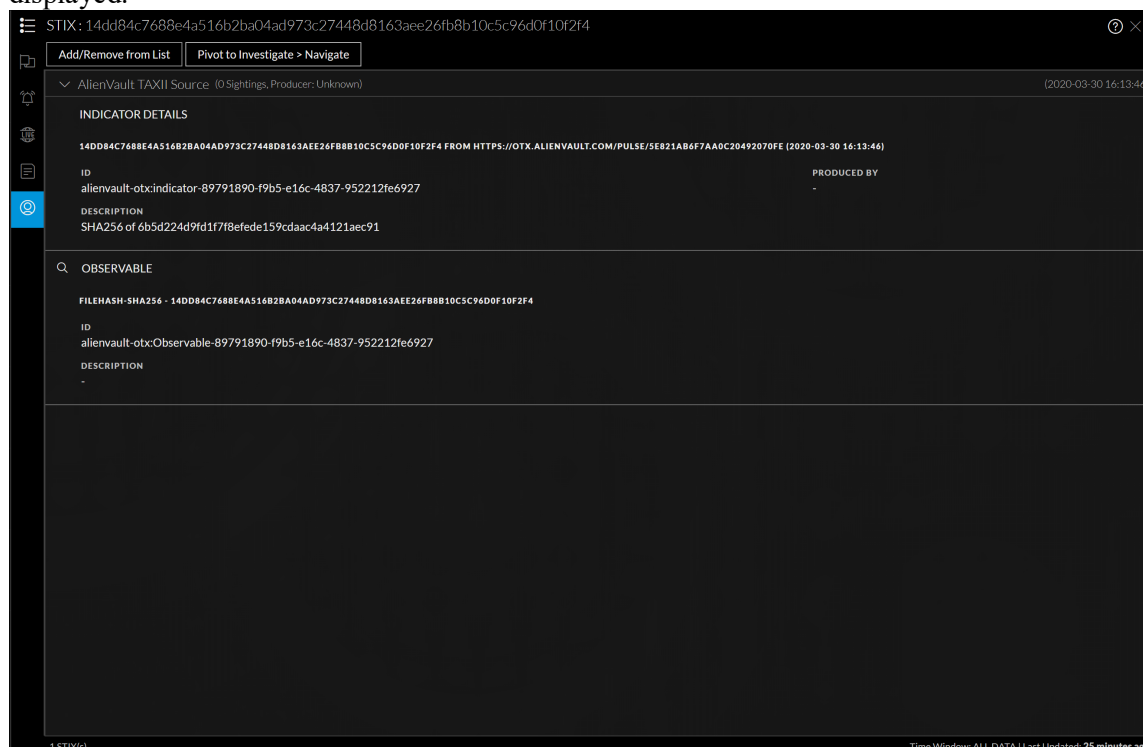 displayed.
STIX : 14dd84c7688e4a516b2ba04ad973c27448d8163aee26fb8b10c5c96d0f10f2f4
Add/Remove from List
Pivot to Investigate > Navigate
AlienVault TAXII Source (0 Sightings, Producer: Unknown) (2020-03-30 16:13:46
INDICATOR DETAILS
14DD84C7688E4A516B2BA04AD973C27448D8163AEE26FB8B10C5C96D0F10F2F4 FROM HTTPS://OTX.ALIENVAULT.COM/PULSE/5E821AB6F7AA0C20492070FE (2020-03-30 16:13:46)
ID
PRODUCED BY
alienvault-otx:indicator-89791890-f9b5-e16c-4837-952212fe6927
-
DESCRIPTION
SHA256 of 6b5d224d9fd1f7f8efede159cdaac4a4121aec91
OBSERVABLE
FILEHASH-SHA256 - 14DD84C7688E4A516B2BA04AD973C27448D8163AEE26FB8B10C5C96D0F10F2F4
ID
alienvault-otx:Observable-89791890-f9b5-e16c-4837-952212fe6927
DESCRIPTION
-
1 STIX(s)
Time Window: ALL DATA | Last Updated: 35 minutes